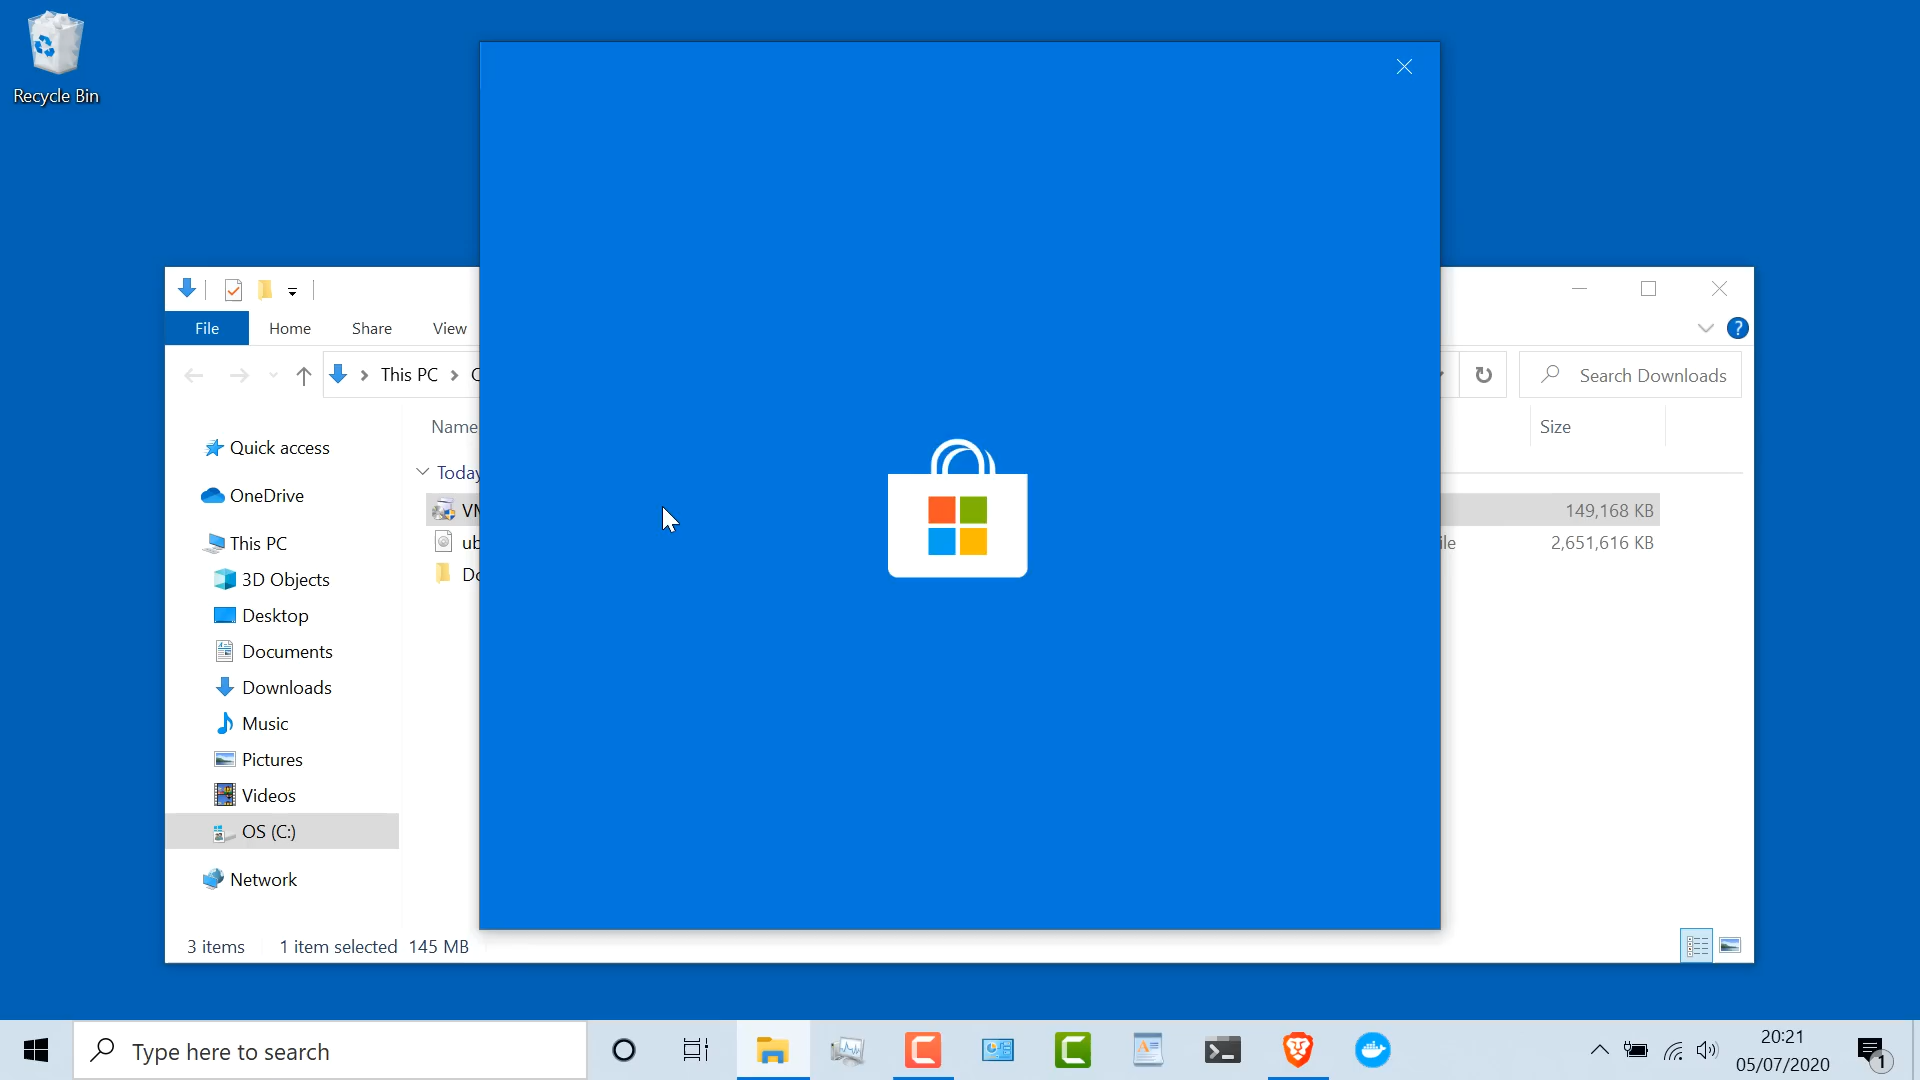 Recycle Bin
File
Home
Share
View
This PC
Search Downloads
Name
Size
Quick access
Today
OneDrive
VM
149,168 KB
This PC
ub
ile
2,651,616 KB
3D Objects
Do
Desktop
Documents
Downloads
Music
Pictures
Videos
OS (C:)
Network
3 items
1 item selected
145 MB
Type here to search
20:21
05/07/2020
1